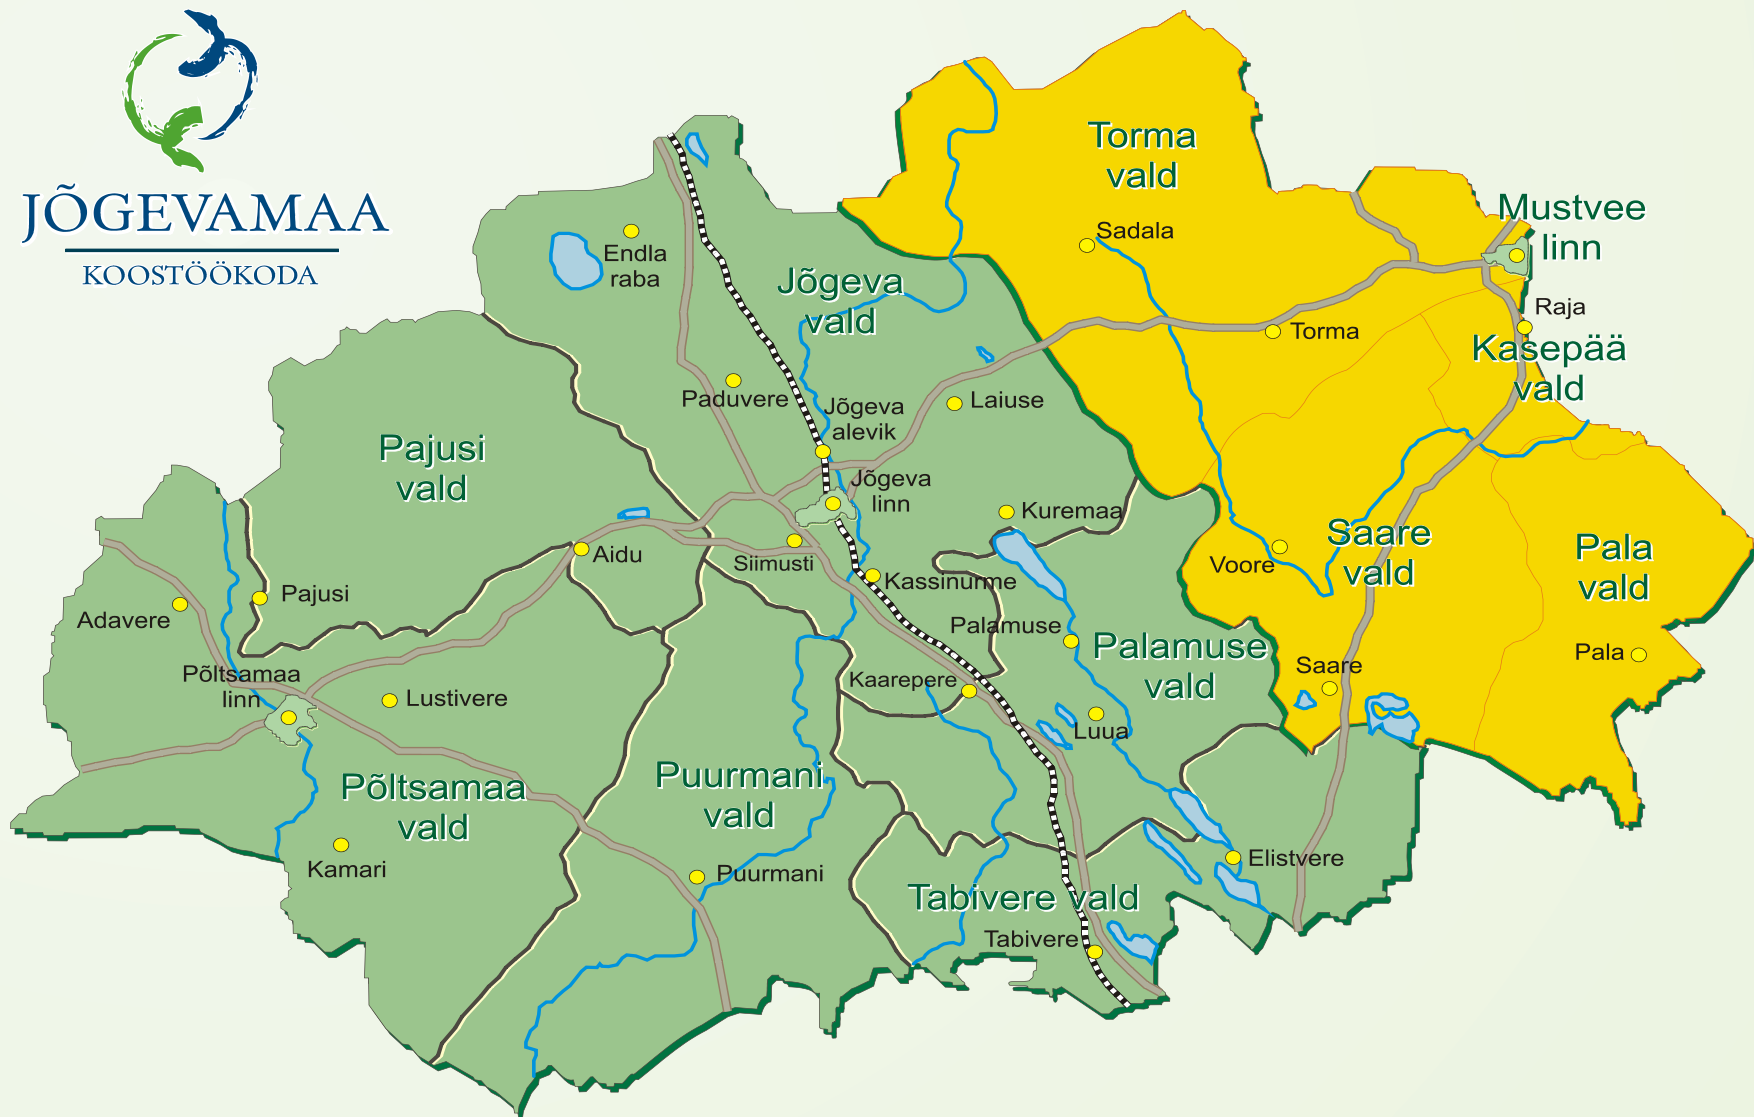 JÕGEVAMAA
KOOSTÖÖKODA
Torma
vald
Mustvee
linn
Sadala
Endla
raba
Jõgeva
vald
Raja
Torma
Kasepää
vald
Paduvere
Jõgeva
alevik
Laiuse
Pajusi
vald
Jõgeva
linn
Kuremaa
Saare
vald
Pala
vald
Aidu
Siimusti
Voore
Kassinurme
Pajusi
Adavere
Palamuse
Palamuse
vald
Pala
Saare
Põltsamaa
linn
Kaarepere
Lustivere
Luua
Põltsamaa
vald
Puurmani
vald
Elistvere
Kamari
Puurmani
Tabivere vald
Tabivere